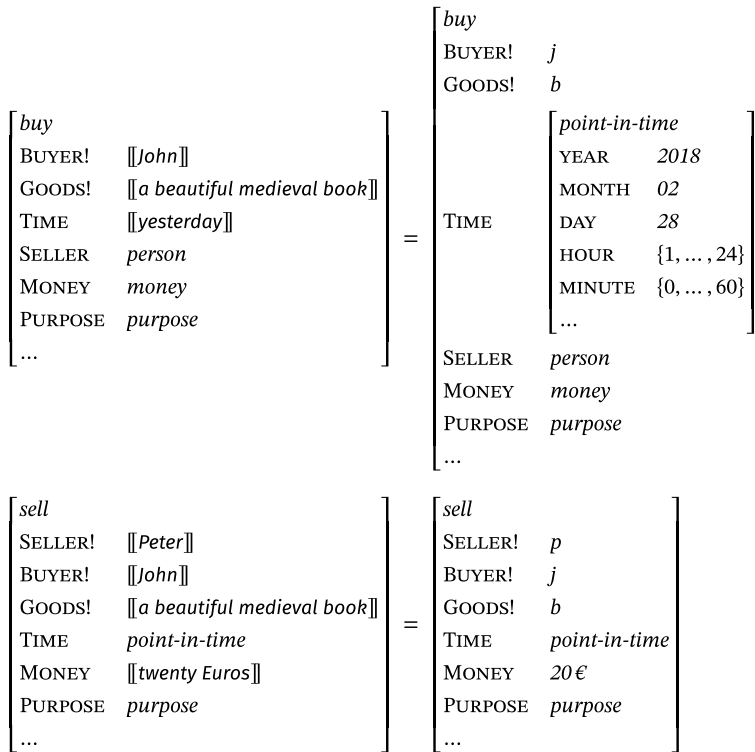 buy
BUYER! ⟦John⟧
GOODS! ⟦a beautiful medieval book⟧
TIME ⟦yesterday⟧
SELLER person
MONEY money
PURPOSE purpose
...
=
buy
BUYER! j
GOODS! b
TIME
point-in-time
YEAR 2018
MONTH 02
DAY 28
HOUR {1, ... , 24}
MINUTE {0, ... , 60}
...
SELLER person
MONEY money
PURPOSE purpose
...
sell
SELLER! ⟦Peter⟧
BUYER! ⟦John⟧
GOODS! ⟦a beautiful medieval book⟧
TIME point-in-time
MONEY ⟦twenty Euros⟧
PURPOSE purpose
...
=
sell
SELLER! p
BUYER! j
GOODS! b
TIME point-in-time
MONEY 20 €
PURPOSE purpose
...